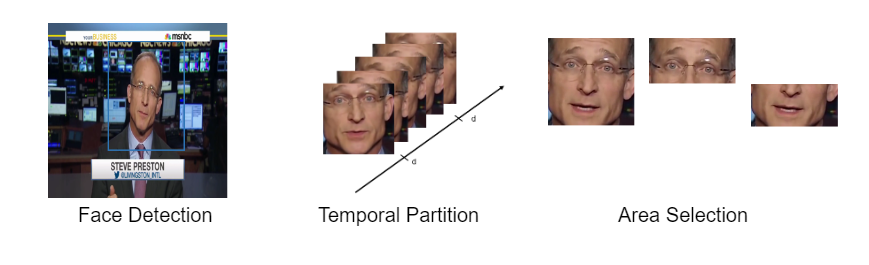 YOUR BUSINESS
msnbc
STEVE PRESTON
@LIVINGSTON_INTL
d
d
Face Detection
Temporal Partition
Area Selection